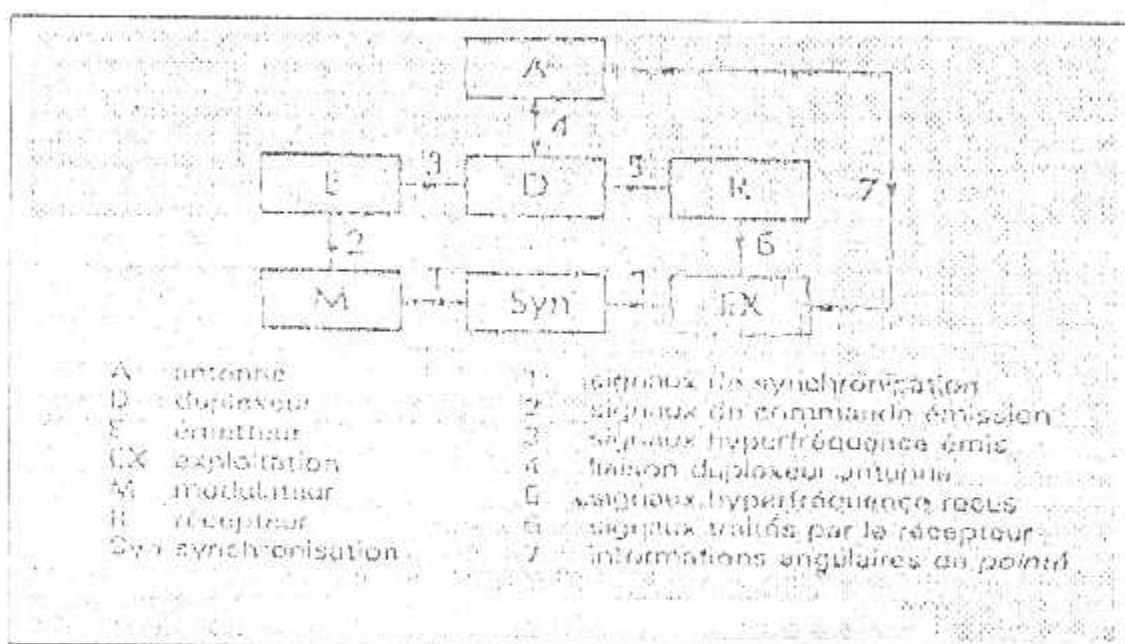 A
4
E 3 D 5 R
7
2 6
M 1 Syn 1 EX
A antenne
D duplexeur
E émetteur
EX exploitation
M modulateur
R récepteur
Syn synchronisation
1 signaux de synchronisation
2 signaux de commande émission
3 signaux hyperfréquence émis
4 liaison duplexeur antenne
5 signaux hyperfréquence reçus
6 signaux traités par le récepteur
7 informations angulaires du pointé